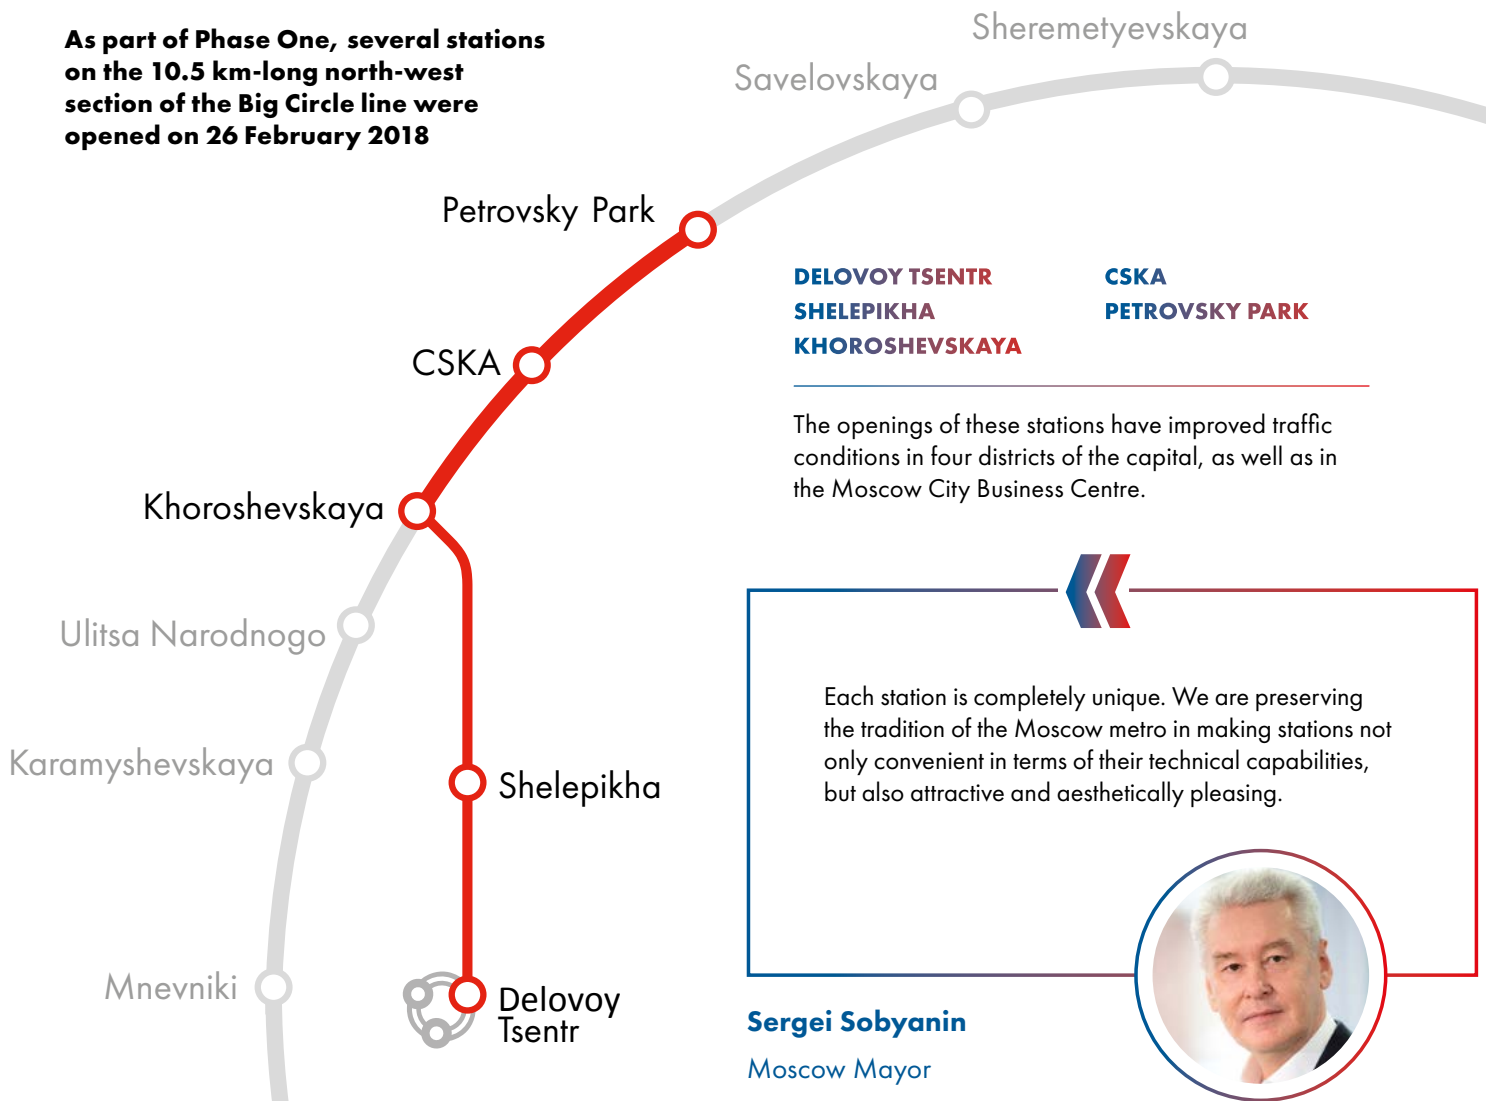 As part of Phase One, several stations
on the 10.5 km-long north-west
section of the Big Circle line were
opened on 26 February 2018
Sheremetyevskaya
Savelovskaya
Petrovsky Park
CSKA
Khoroshevskaya
Ulitsa Narodnogo
Karamyshevskaya
Shelepikha
Mnevniki
Delovoy
Tsentr
DELOVOY TSENTR
SHELEPIKHA
KHOROSHEVSKAYA
CSKA
PETROVSKY PARK
The openings of these stations have improved traffic
conditions in four districts of the capital, as well as in
the Moscow City Business Centre.
Each station is completely unique. We are preserving
the tradition of the Moscow metro in making stations not
only convenient in terms of their technical capabilities,
but also attractive and aesthetically pleasing.
Sergei Sobyanin
Moscow Mayor